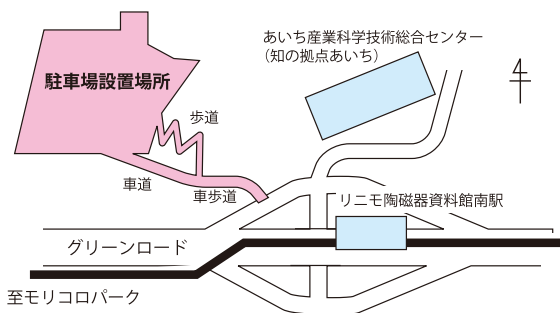 あいち産業科学技術総合センター
（知の拠点あいち）
駐車場設置場所
歩道
車道
車歩道
リニモ陶磁器資料館南駅
グリーンロード
至モリコロパーク